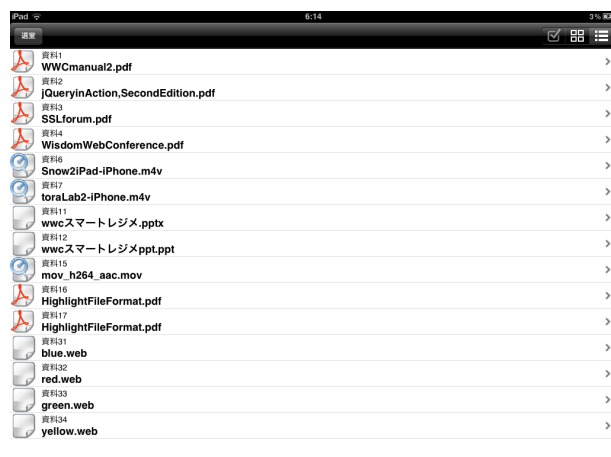 iPad 6:14 3%
退室
資料1
WWCmanual2.pdf
資料2
jQueryinAction,SecondEdition.pdf
資料3
SSLforum.pdf
資料4
WisdomWebConference.pdf
資料6
Snow2iPad-iPhone.m4v
資料7
toraLab2-iPhone.m4v
資料11
wwcスマートレジメ.pptx
資料12
wwcスマートレジメppt.ppt
資料15
mov_h264_aac.mov
資料16
HighlightFileFormat.pdf
資料17
HighlightFileFormat.pdf
資料31
blue.web
資料32
red.web
資料33
green.web
資料34
yellow.web